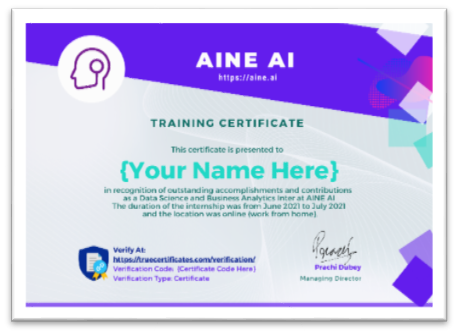 AINE AI
https://aine.ai
TRAINING CERTIFICATE
This certificate is presented to
{Your Name Here}
in recognition of outstanding accomplishments and contributions
as a Data Science and Business Analytics Inter at AINE AI
The duration of the internship was from June 2021 to July 2021
and the location was online (work from home).
Verify At:
https://truecertificates.com/verification/
Verification Code: {Certificate Code Here}
Verification Type: Certificate
Prachi
Prachi Dubey
Managing Director